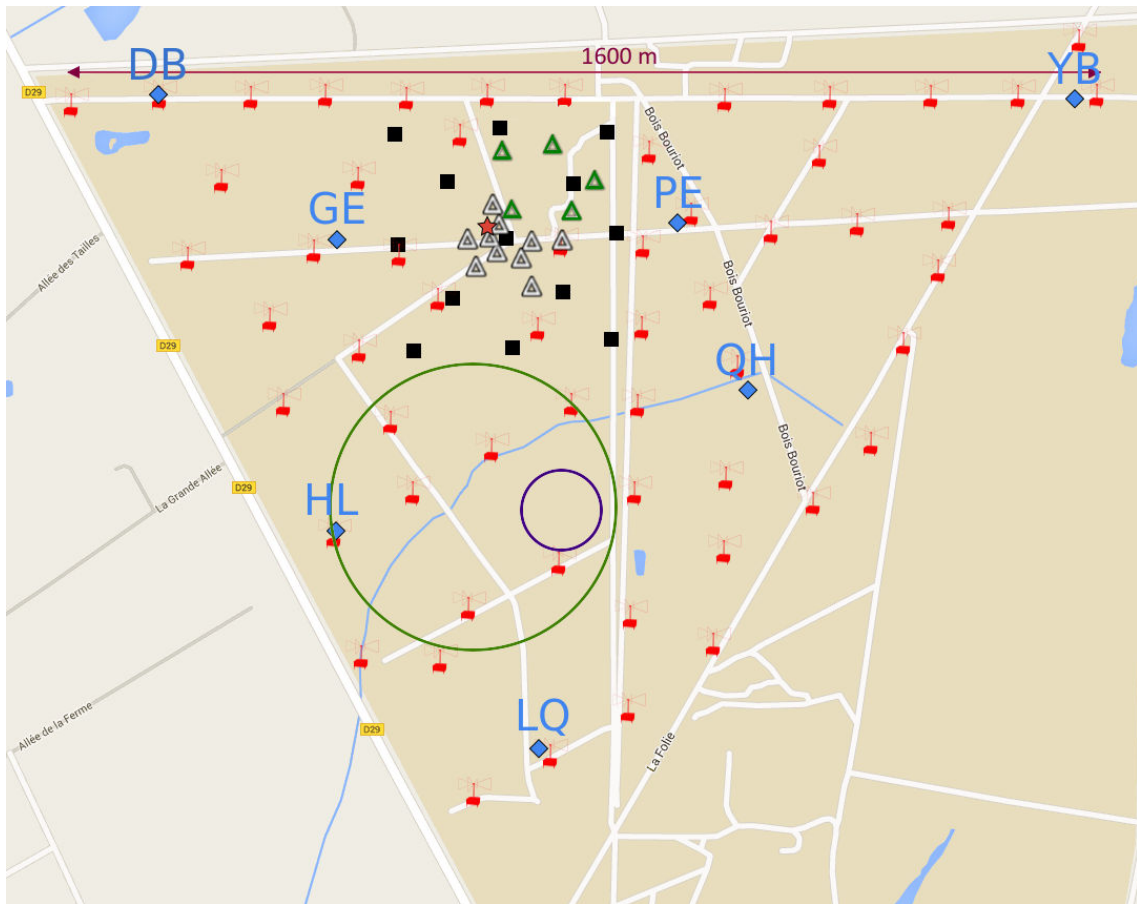 1600 m
DB
YB
D29
Bois Bouriot
GE
PE
Allée des Tailles
Bois Bouriot
D29
QH
Bois Bouriot
La Grande Allée
D29
HL
Allée de la Ferme
LQ
D29
La Folie